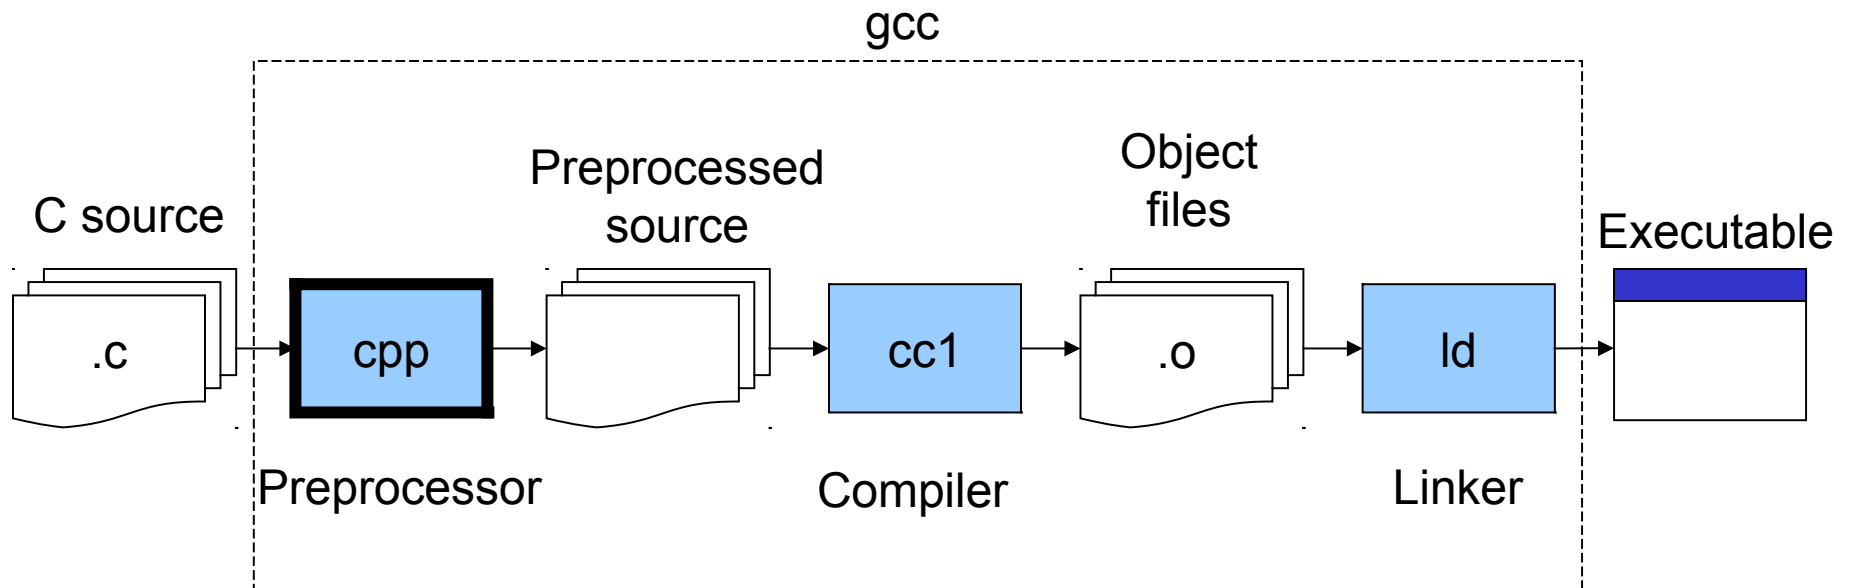 gcc
C source
.c
cpp
Preprocessor
Preprocessed
source
cc1
Compiler
Object
files
.o
ld
Linker
Executable